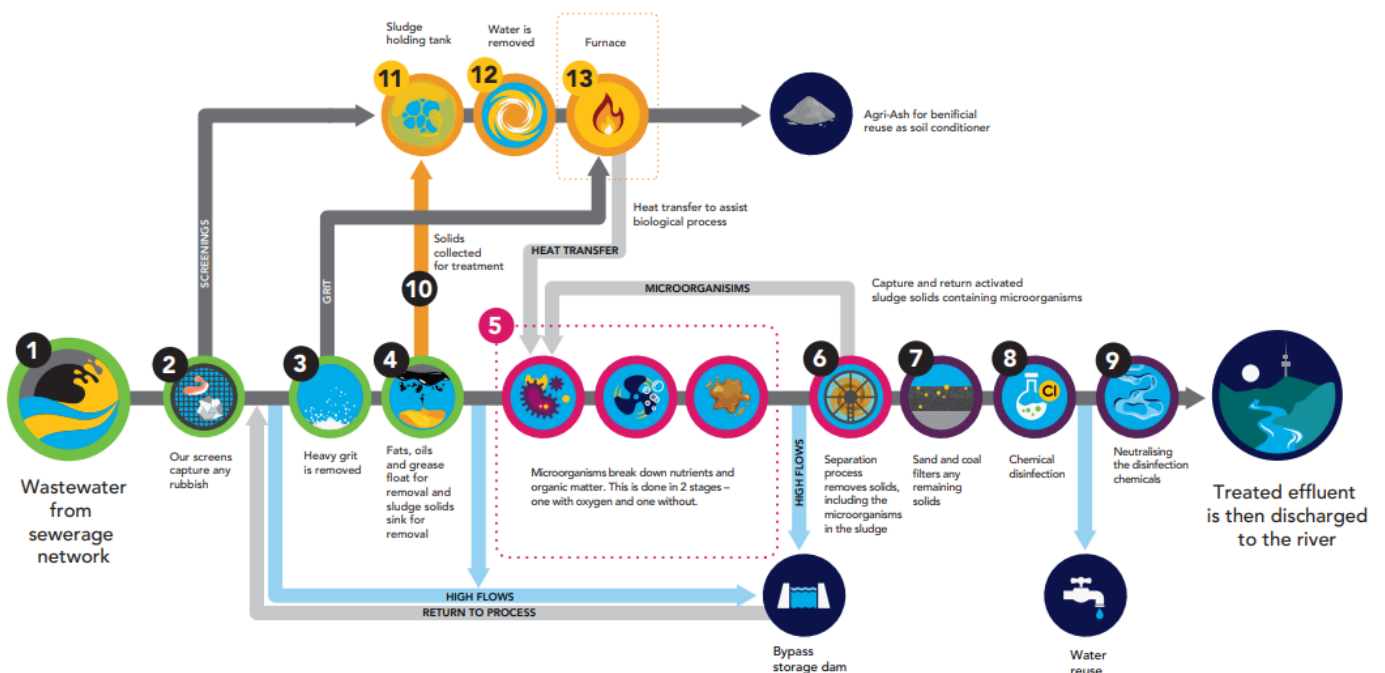 Sludge
holding tank
Water is
removed
Furnace
11
12
13
Agri-Ash for benificial
reuse as soil conditioner
SCREENINGS
GRIT
Solids
collected
for treatment
10
Heat transfer to assist
biological process
HEAT TRANSFER
MICROORGANISIMS
Capture and return activated
sludge solids containing microorganisms
1
2
3
4
5
6
7
8
9
Cl
Wastewater
from
sewerage
network
Our screens
capture any
rubbish
Heavy grit
is removed
Fats, oils
and grease
float for
removal and
sludge solids
sink for
removal
Microorganisms break down nutrients and
organic matter. This is done in 2 stages –
one with oxygen and one without.
HIGH FLOWS
Separation
process
removes solids,
including the
microorganisms
in the sludge
Sand and coal
filters any
remaining
solids
Chemical
disinfection
Neutralising
the disinfection
chemicals
Treated effluent
is then discharged
to the river
HIGH FLOWS
RETURN TO PROCESS
Bypass
storage dam
Water
reuse